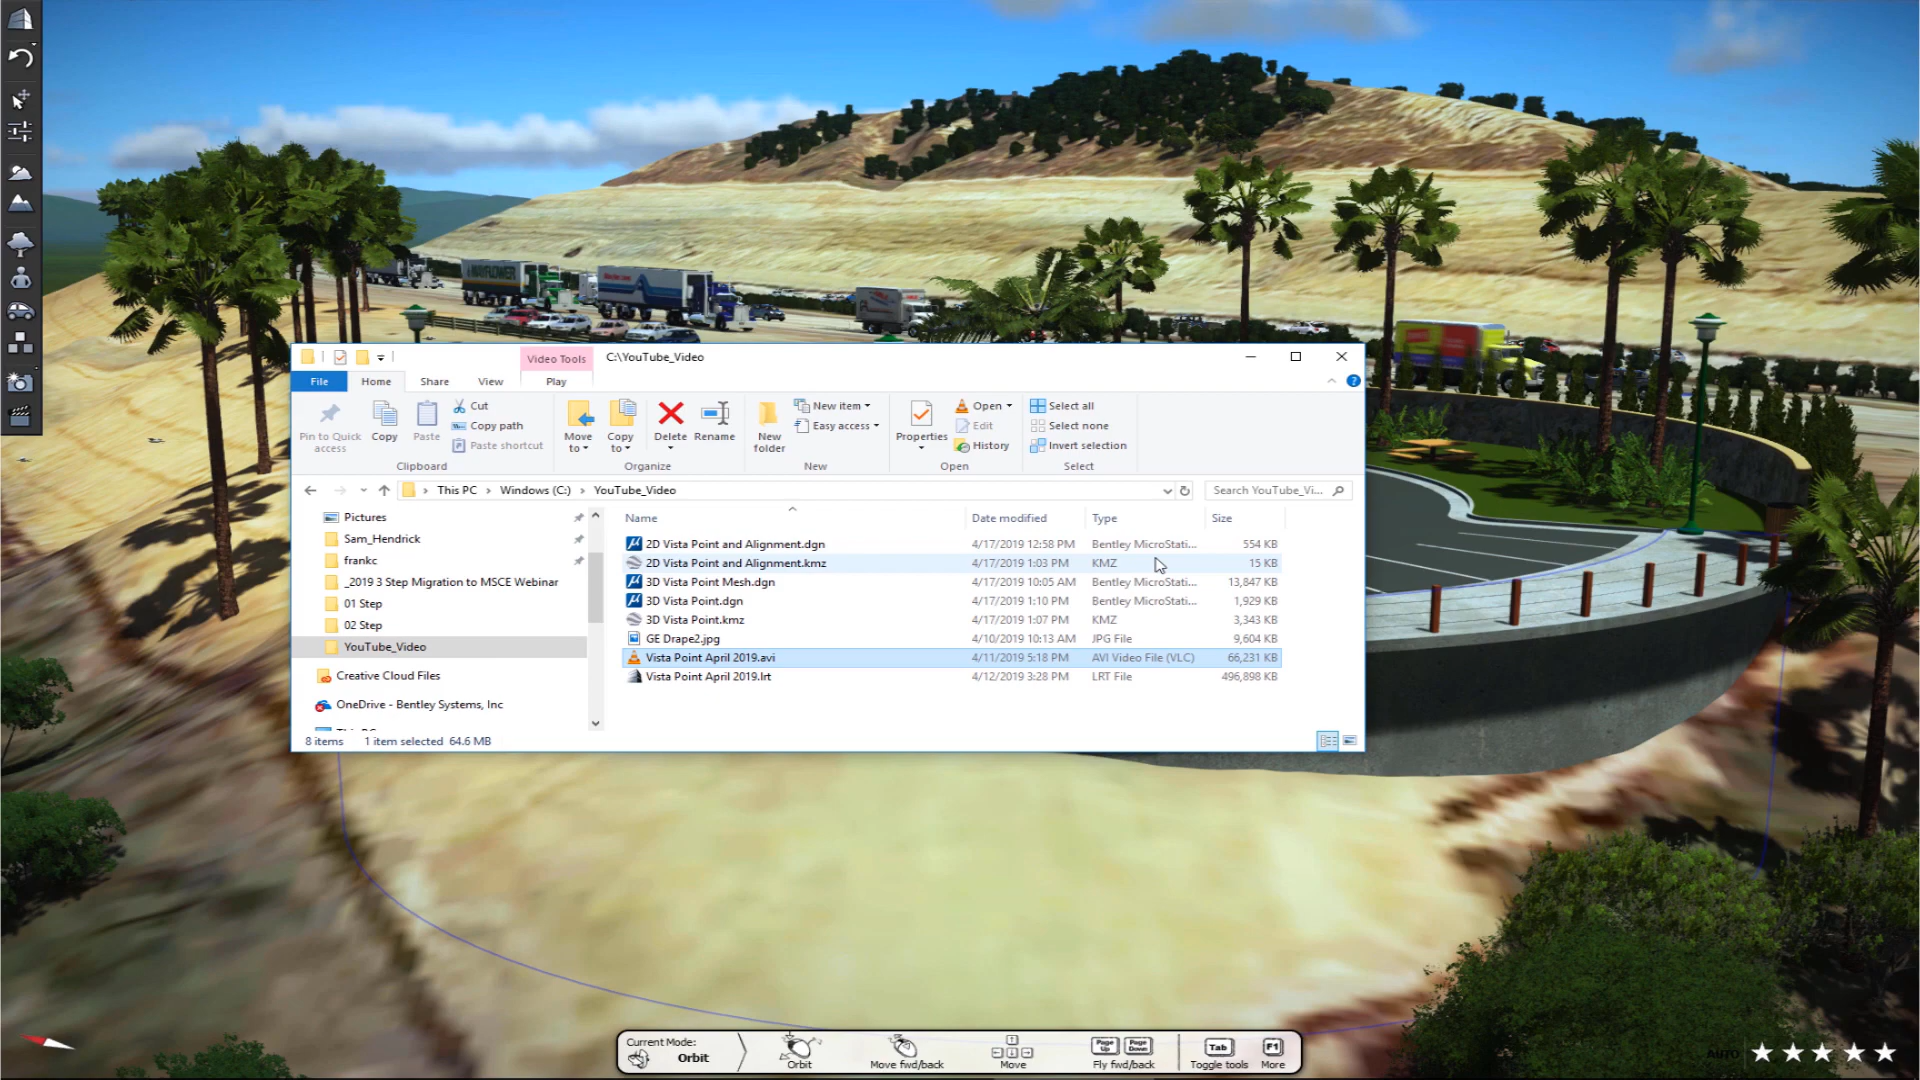 MAYFLOWER
Video Tools
C:\YouTube_Video
File
Home
Share
View
Play
Pin to Quick access
Copy
Paste
Cut
Copy path
Paste shortcut
Clipboard
Move to
Copy to
Delete
Rename
Organize
New folder
New item
Easy access
New
Properties
Open
Edit
History
Open
Select all
Select none
Invert selection
Select
This PC
Windows (C:)
YouTube_Video
Search YouTube_Vi...
Pictures
Sam_Hendrick
frankc
_2019 3 Step Migration to MSCE Webinar
01 Step
02 Step
YouTube_Video
Creative Cloud Files
OneDrive - Bentley Systems, Inc
Name Date modified Type Size
2D Vista Point and Alignment.dgn 4/17/2019 12:58 PM Bentley MicroStati... 554 KB
2D Vista Point and Alignment.kmz 4/17/2019 1:03 PM KMZ 15 KB
3D Vista Point Mesh.dgn 4/17/2019 10:05 AM Bentley MicroStati... 13,847 KB
3D Vista Point.dgn 4/17/2019 1:10 PM Bentley MicroStati... 1,929 KB
3D Vista Point.kmz 4/17/2019 1:07 PM KMZ 3,343 KB
GE Drape2.jpg 4/10/2019 10:13 AM JPG File 9,604 KB
Vista Point April 2019.avi 4/11/2019 5:18 PM AVI Video File (VLC) 66,231 KB
Vista Point April 2019.lrt 4/12/2019 3:28 PM LRT File 496,898 KB
8 items 1 item selected 64.6 MB
Current Mode:
Orbit
Orbit
Move fwd/back
Move
Page Up
Page Down
Fly fwd/back
Tab
Toggle tools
F1
More
AUTO